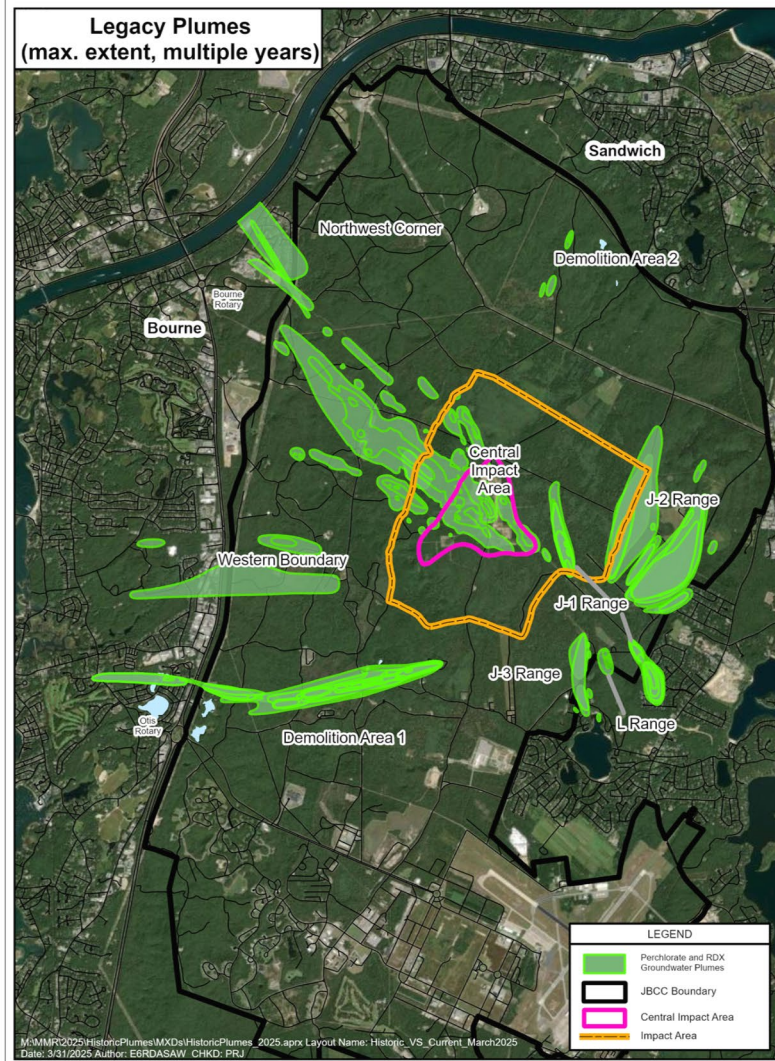 Legacy Plumes
(max. extent, multiple years)
Sandwich
Northwest Corner
Demolition Area 2
Bourne
Rotary
Bourne
Central
Impact
Area
J-2 Range
Western Boundary
J-1 Range
J-3 Range
Otis
Rotary
L Range
Demolition Area 1
LEGEND
Perchlorate and RDX
Groundwater Plumes
JBCC Boundary
Central Impact Area
Impact Area
M:\MMR\2025\HistoricPlumes\MXDs\HistoricPlumes_2025.aprx Layout Name: Historic_VS_Current_March2025
Date: 3/31/2025 Author: E6RDASAW CHKD: PRJ